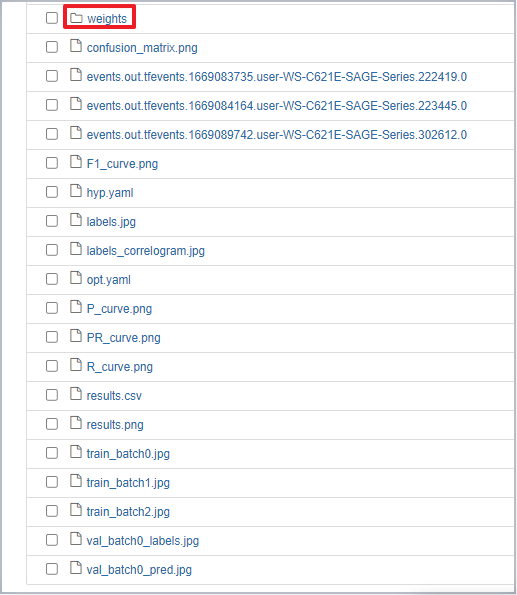 weights
confusion_matrix.png
events.out.tfevents.1669083735.user-WS-C621E-SAGE-Series.222419.0
events.out.tfevents.1669084164.user-WS-C621E-SAGE-Series.223445.0
events.out.tfevents.1669089742.user-WS-C621E-SAGE-Series.302612.0
F1_curve.png
hyp.yaml
labels.jpg
labels_correlogram.jpg
opt.yaml
P_curve.png
PR_curve.png
R_curve.png
results.csv
results.png
train_batch0.jpg
train_batch1.jpg
train_batch2.jpg
val_batch0_labels.jpg
val_batch0_pred.jpg